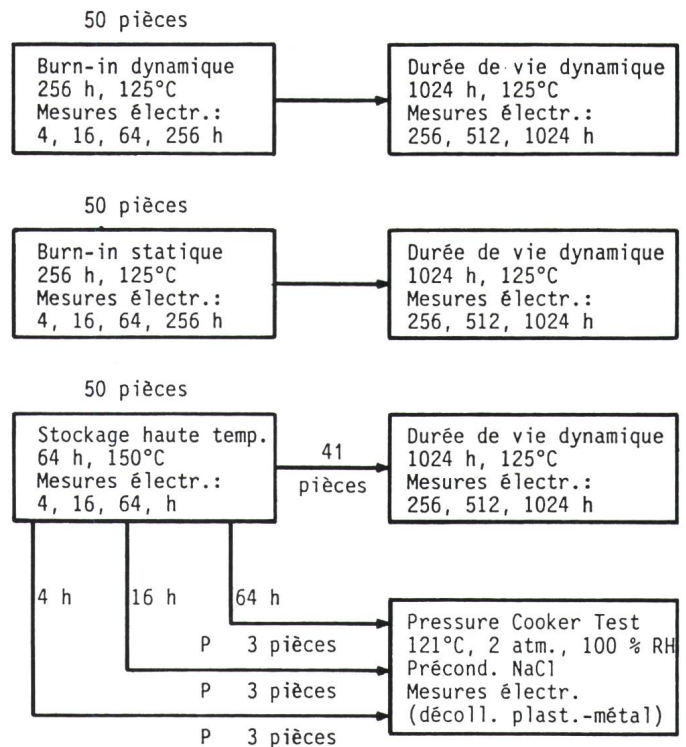 50 pièces
Burn-in dynamique
256 h, 125°C
Mesures électr.:
4, 16, 64, 256 h
Durée de vie dynamique
1024 h, 125°C
Mesures électr.:
256, 512, 1024 h
50 pièces
Burn-in statique
256 h, 125°C
Mesures électr.:
4, 16, 64, 256 h
Durée de vie dynamique
1024 h, 125°C
Mesures électr.:
256, 512, 1024 h
50 pièces
Stockage haute temp.
64 h, 150°C
Mesures électr.:
4, 16, 64, h
41
pièces
Durée de vie dynamique
1024 h, 125°C
Mesures électr.:
256, 512, 1024 h
4 h
16 h
64 h
P 3 pièces
P 3 pièces
P 3 pièces
Pressure Cooker Test
121°C, 2 atm., 100 % RH
Précond. NaCl
Mesures électr.
(décoll. plast.-métal)